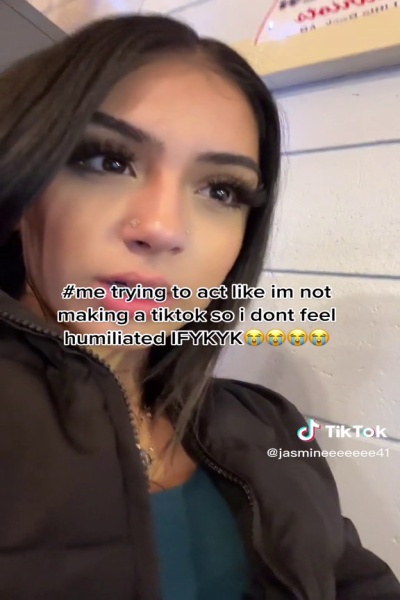 #me trying to act like im not
making a tiktok so i dont feel
humiliated IFYKYK😭😭😭😭
TikTok
@jasmineeeeeee41